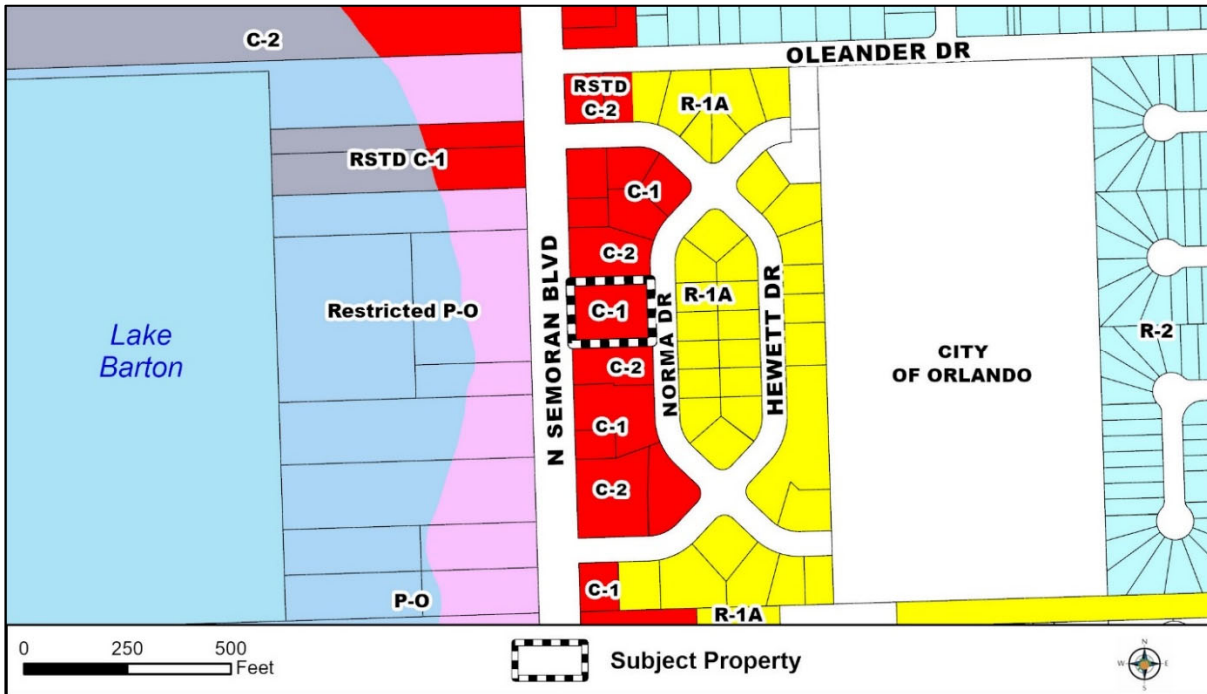 C-2
OLEANDER DR
RSTD
C-2
R-1A
RSTD C-1
C-1
C-2
N SEMORAN BLVD
C-1
Restricted P-O
R-1A
NORMA DR
HEWETT DR
Lake
Barton
CITY
OF ORLANDO
R-2
C-2
C-1
C-2
C-1
P-O
R-1A
0 250 500
Feet
Subject Property
N
W E
S